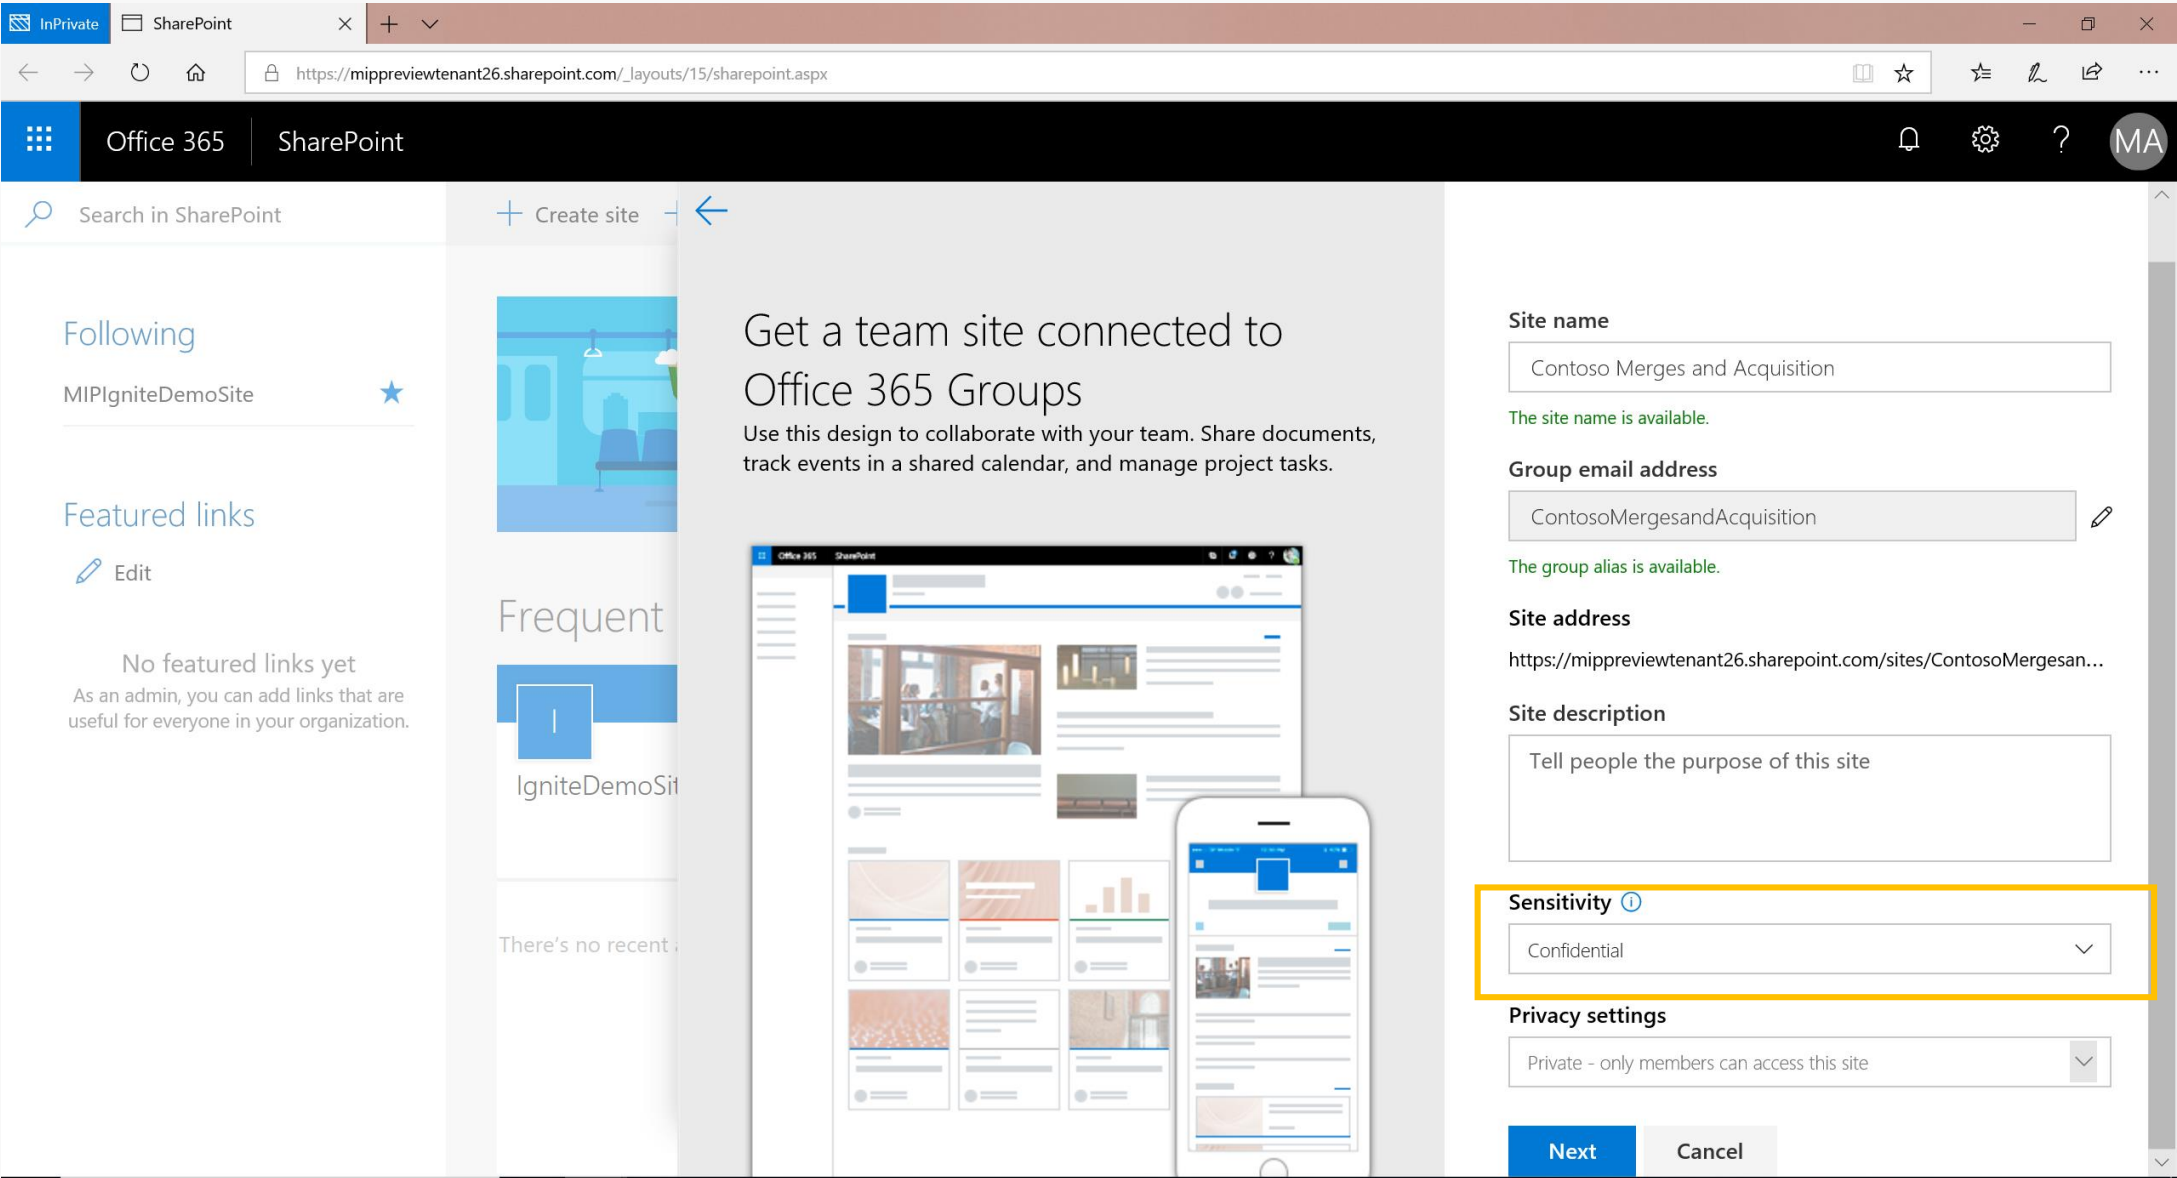 InPrivate
SharePoint
https://mippreviewtenant26.sharepoint.com/_layouts/15/sharepoint.aspx
Office 365
SharePoint
MA
Search in SharePoint
Create site
Following
MIPIgniteDemoSite
Featured links
Edit
No featured links yet
As an admin, you can add links that are
useful for everyone in your organization.
Frequent
I
IgniteDemoSit
There's no recent
Get a team site connected to
Office 365 Groups
Use this design to collaborate with your team. Share documents,
track events in a shared calendar, and manage project tasks.
Office 365 SharePoint
Site name
Contoso Merges and Acquisition
The site name is available.
Group email address
ContosoMergesandAcquisition
The group alias is available.
Site address
https://mippreviewtenant26.sharepoint.com/sites/ContosoMergesan...
Site description
Tell people the purpose of this site
Sensitivity
Confidential
Privacy settings
Private - only members can access this site
Next
Cancel